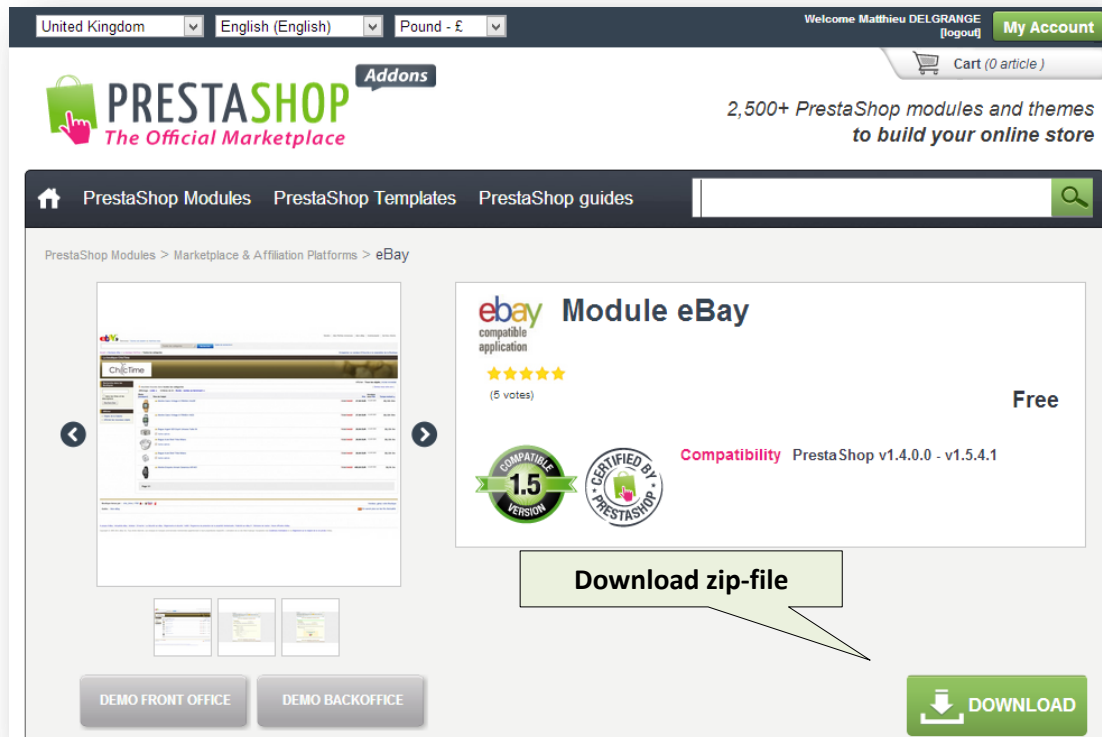 United Kingdom English (English) Pound - £
Welcome Matthieu DELGRANGE
[logout]
My Account
Cart (0 article )
PRESTASHOP Addons
The Official Marketplace
2,500+ PrestaShop modules and themes
to build your online store
PrestaShop Modules PrestaShop Templates PrestaShop guides
PrestaShop Modules > Marketplace & Affiliation Platforms > eBay
ebay
compatible
application
Module eBay
(5 votes)
Free
COMPATIBLE
1.5
VERSION
CERTIFIED BY
PRESTASHOP
Compatibility PrestaShop v1.4.0.0 - v1.5.4.1
ChicTime
Download zip-file
DEMO FRONT OFFICE
DEMO BACKOFFICE
DOWNLOAD